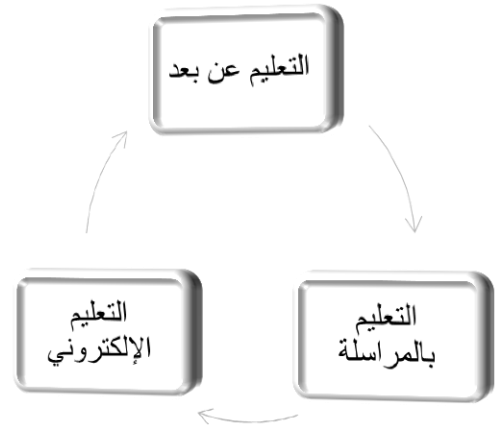 التعليم عن بعد
التعليم
بالمراسلة
التعليم
الإلكتروني